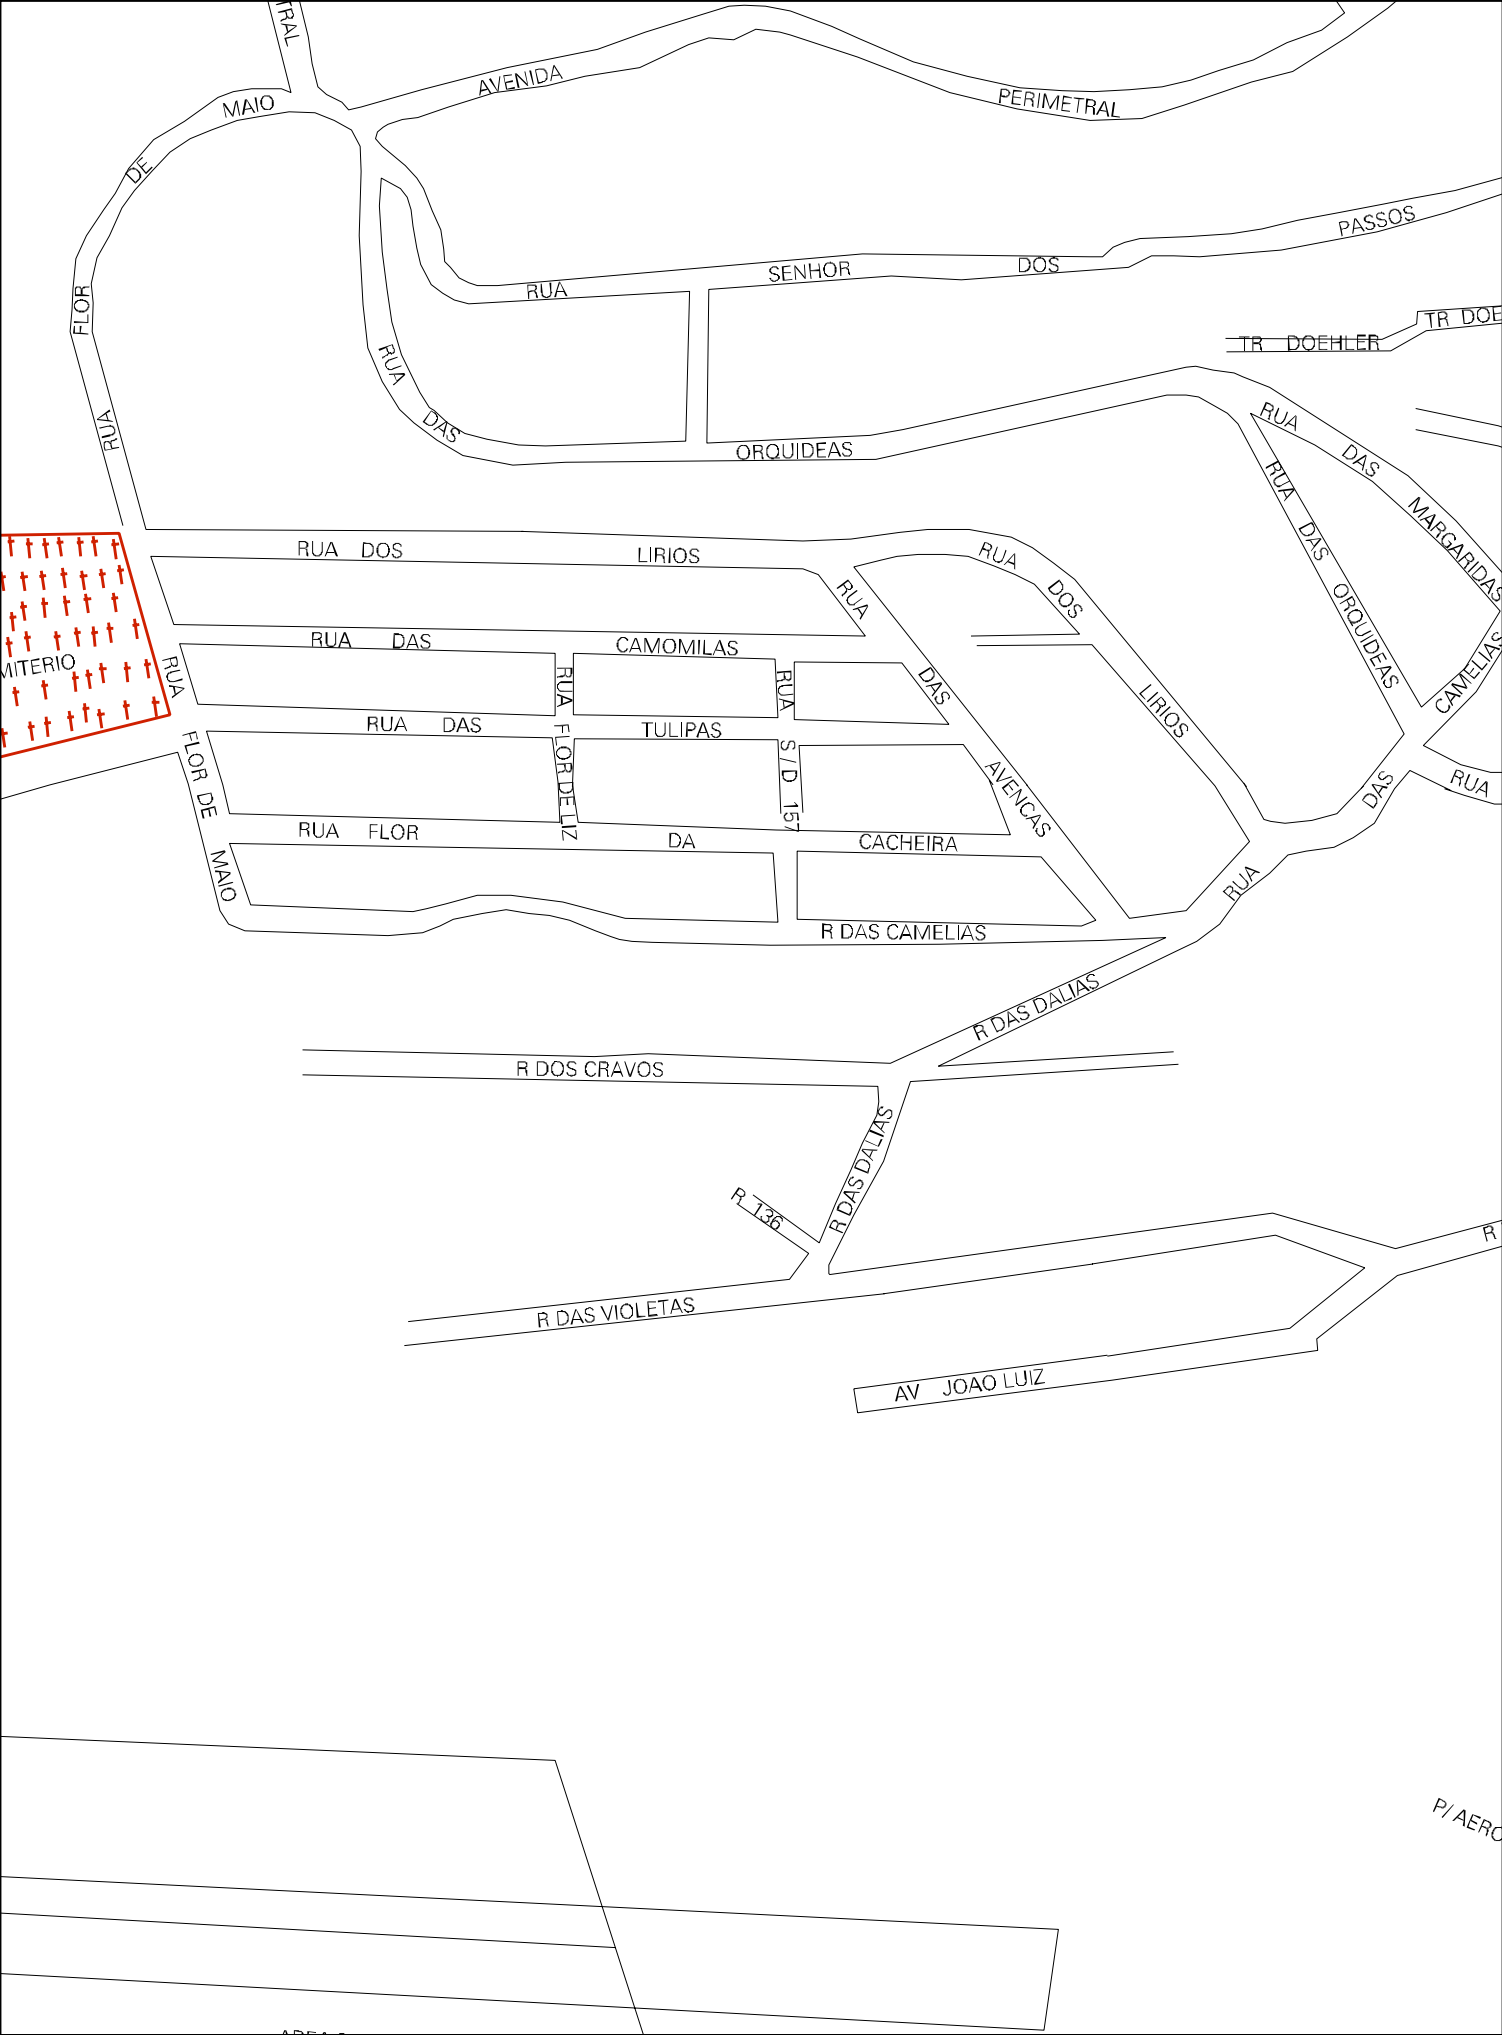 TRAL
AVENIDA PERIMETRAL
RUA FLOR DE MAIO
RUA SENHOR DOS PASSOS
TR DOEHLER
TR DOE
RUA DAS ORQUIDEAS
RUA DAS MARGARIDAS
RUA DAS ORQUIDEAS
RUA DOS LIRIOS
RUA DOS LIRIOS
RUA DAS AVENCAS
RUA DAS CAMOMILAS
MITERIO
RUA FLOR DE MAIO
RUA FLOR DE LIZ
RUA S/D 157
RUA DAS TULIPAS
RUA FLOR DA CACHEIRA
RUA DAS CAMELIAS
RUA
R DAS CAMELIAS
R DAS DALIAS
R DOS CRAVOS
R DAS DALIAS
R 136
R DAS VIOLETAS
R
AV JOAO LUIZ
P/ AERO